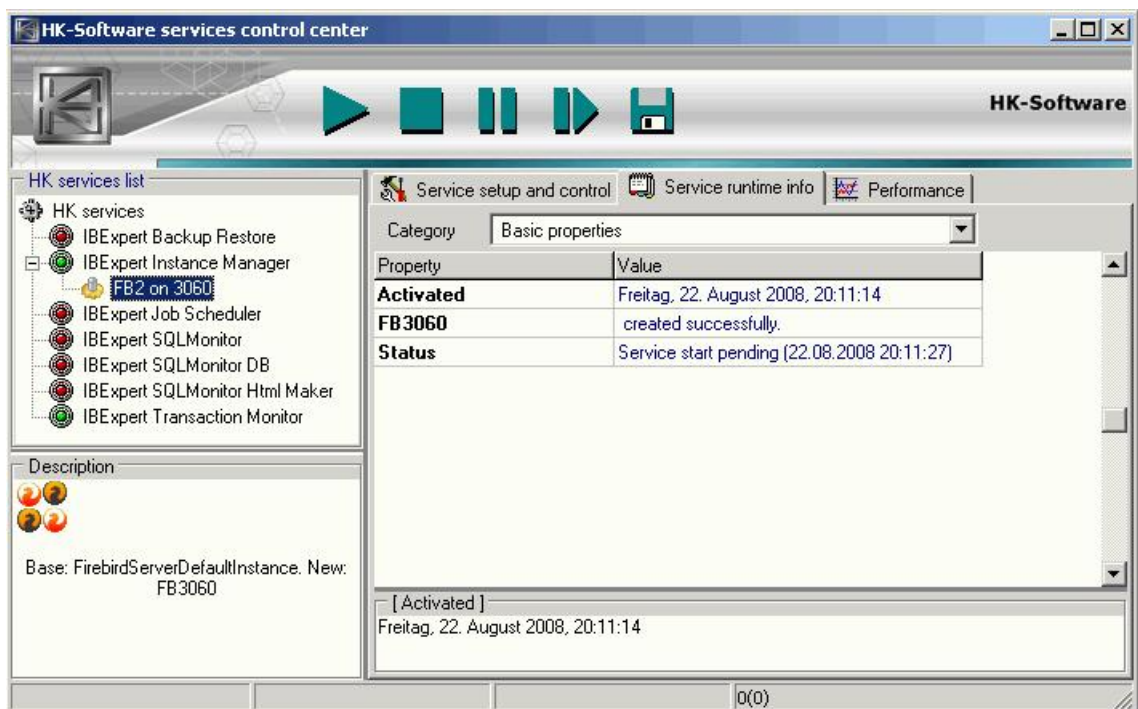 HK-Software services control center
HK-Software
HK services list
HK services
IBExpert Backup Restore
IBExpert Instance Manager
FB2 on 3060
IBExpert Job Scheduler
IBExpert SQLMonitor
IBExpert SQLMonitor DB
IBExpert SQLMonitor Html Maker
IBExpert Transaction Monitor
Description
Base: FirebirdServerDefaultInstance. New:
FB3060
Service setup and control Service runtime info Performance
Category Basic properties
Property Value
Activated Freitag, 22. August 2008, 20:11:14
FB3060 created successfully.
Status Service start pending (22.08.2008 20:11:27)
[ Activated ]
Freitag, 22. August 2008, 20:11:14
0(0)